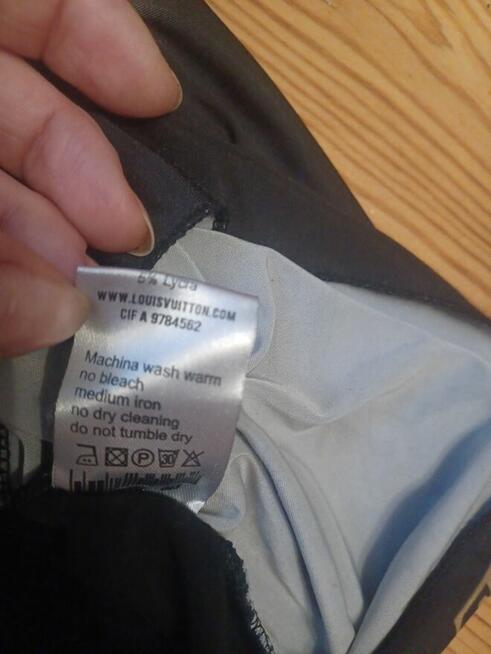 5% Lycra
WWW.LOUISVUITTON.COM
CIF A 9784562
Machina wash warm
no bleach
medium iron
no dry cleaning
do not tumble dry
P 30